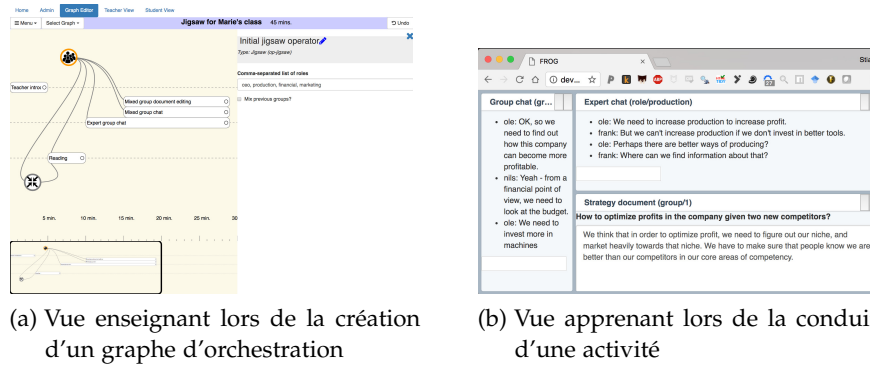 Home Admin Graph Editor Teacher View Student View
☰ Menu Select Graph Jigsaw for Marie's class 45 mins. Undo
Initial jigsaw operator
Type: Jigsaw (op-jigsaw)
Comma-separated list of roles
ceo, production, financial, marketing
Mix previous groups?
Teacher intro
Mixed group document editing
Mixed group chat
Expert group chat
Reading
5 min. 10 min. 15 min. 20 min. 25 min. 30
(a) Vue enseignant lors de la création
d'un graphe d'orchestration
FROG × Stia
dev...
Group chat (gr...
• ole: OK, so we
need to find out
how this company
can become more
profitable.
• nils: Yeah - from a
financial point of
view, we need to
look at the budget.
• ole: We need to
invest more in
machines
Expert chat (role/production)
• ole: We need to increase production to increase profit.
• frank: But we can't increase production if we don't invest in better tools.
• ole: Perhaps there are better ways of producing?
• frank: Where can we find information about that?
Strategy document (group/1)
How to optimize profits in the company given two new competitors?
We think that in order to optimize profit, we need to figure out our niche, and
market heavily towards that niche. We have to make sure that people know we are
better than our competitors in our core areas of competency.
(b) Vue apprenant lors de la condui
d'une activité